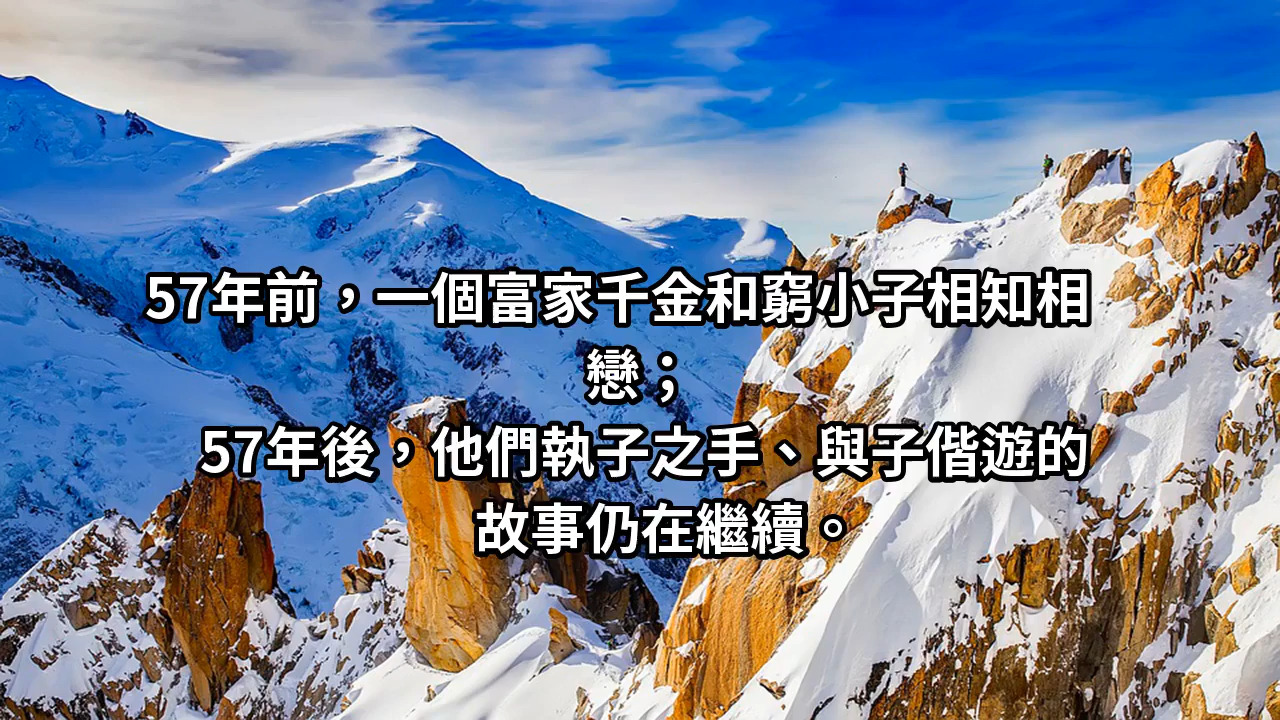 57年前，一個富家千金和窮小子相知相
戀；
57年後，他們執子之手、與子偕遊的
故事仍在繼續。